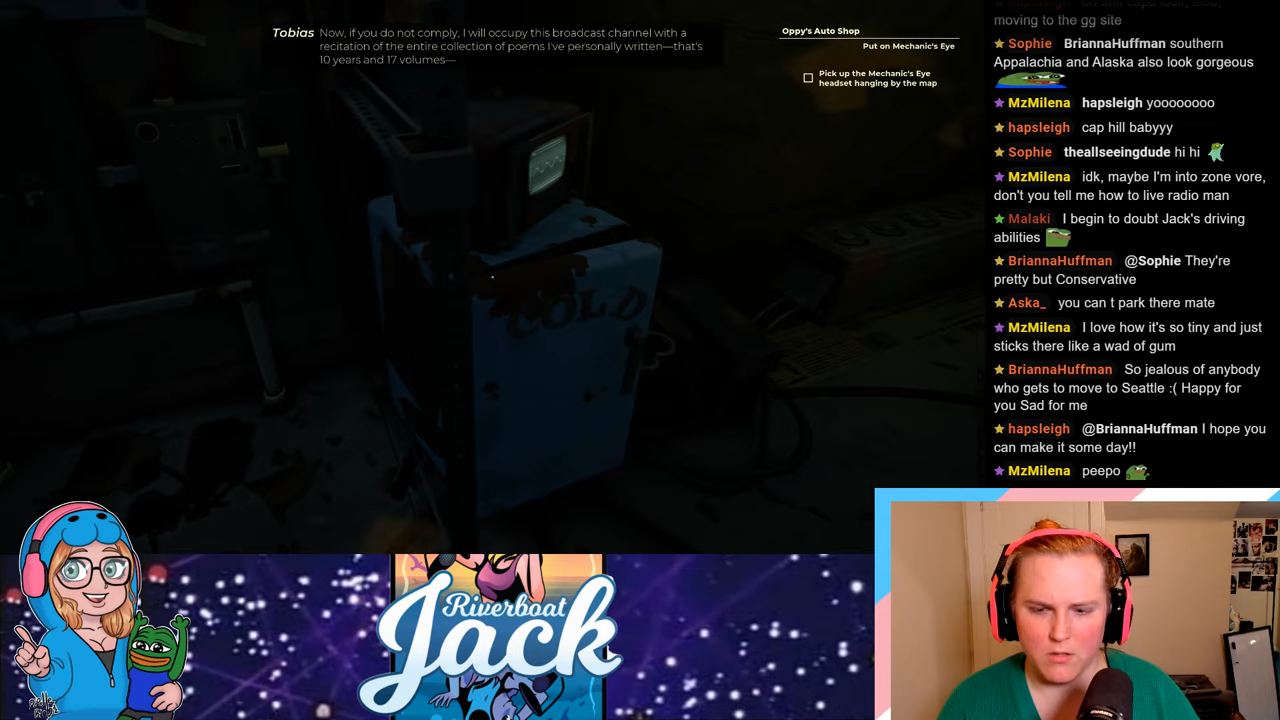 Tobias Now, if you do not comply, I will occupy this broadcast channel with a
recitation of the entire collection of poems I've personally written—that's
10 years and 17 volumes—
Oppy's Auto Shop
Put on Mechanic's Eye
Pick up the Mechanic's Eye
headset hanging by the map
COLD
moving to the gg site
Sophie BriannaHuffman southern
Appalachia and Alaska also look gorgeous
MzMilena hapsleigh yoooooooo
hapsleigh cap hill babyyy
Sophie theallseeingdude hi hi
MzMilena idk, maybe I'm into zone vore,
don't you tell me how to live radio man
Malaki I begin to doubt Jack's driving
abilities
BriannaHuffman @Sophie They're
pretty but Conservative
Aska_ you can t park there mate
MzMilena I love how it's so tiny and just
sticks there like a wad of gum
BriannaHuffman So jealous of anybody
who gets to move to Seattle :( Happy for
you Sad for me
hapsleigh @BriannaHuffman I hope you
can make it some day!!
MzMilena peepo
Riverboat
Jack